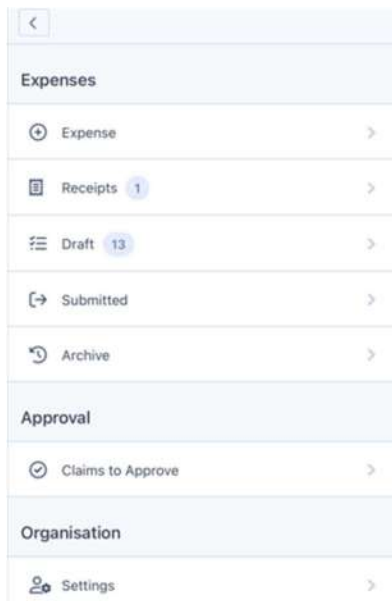 Expenses
Expense
Receipts 1
Draft 13
Submitted
Archive
Approval
Claims to Approve
Organisation
Settings